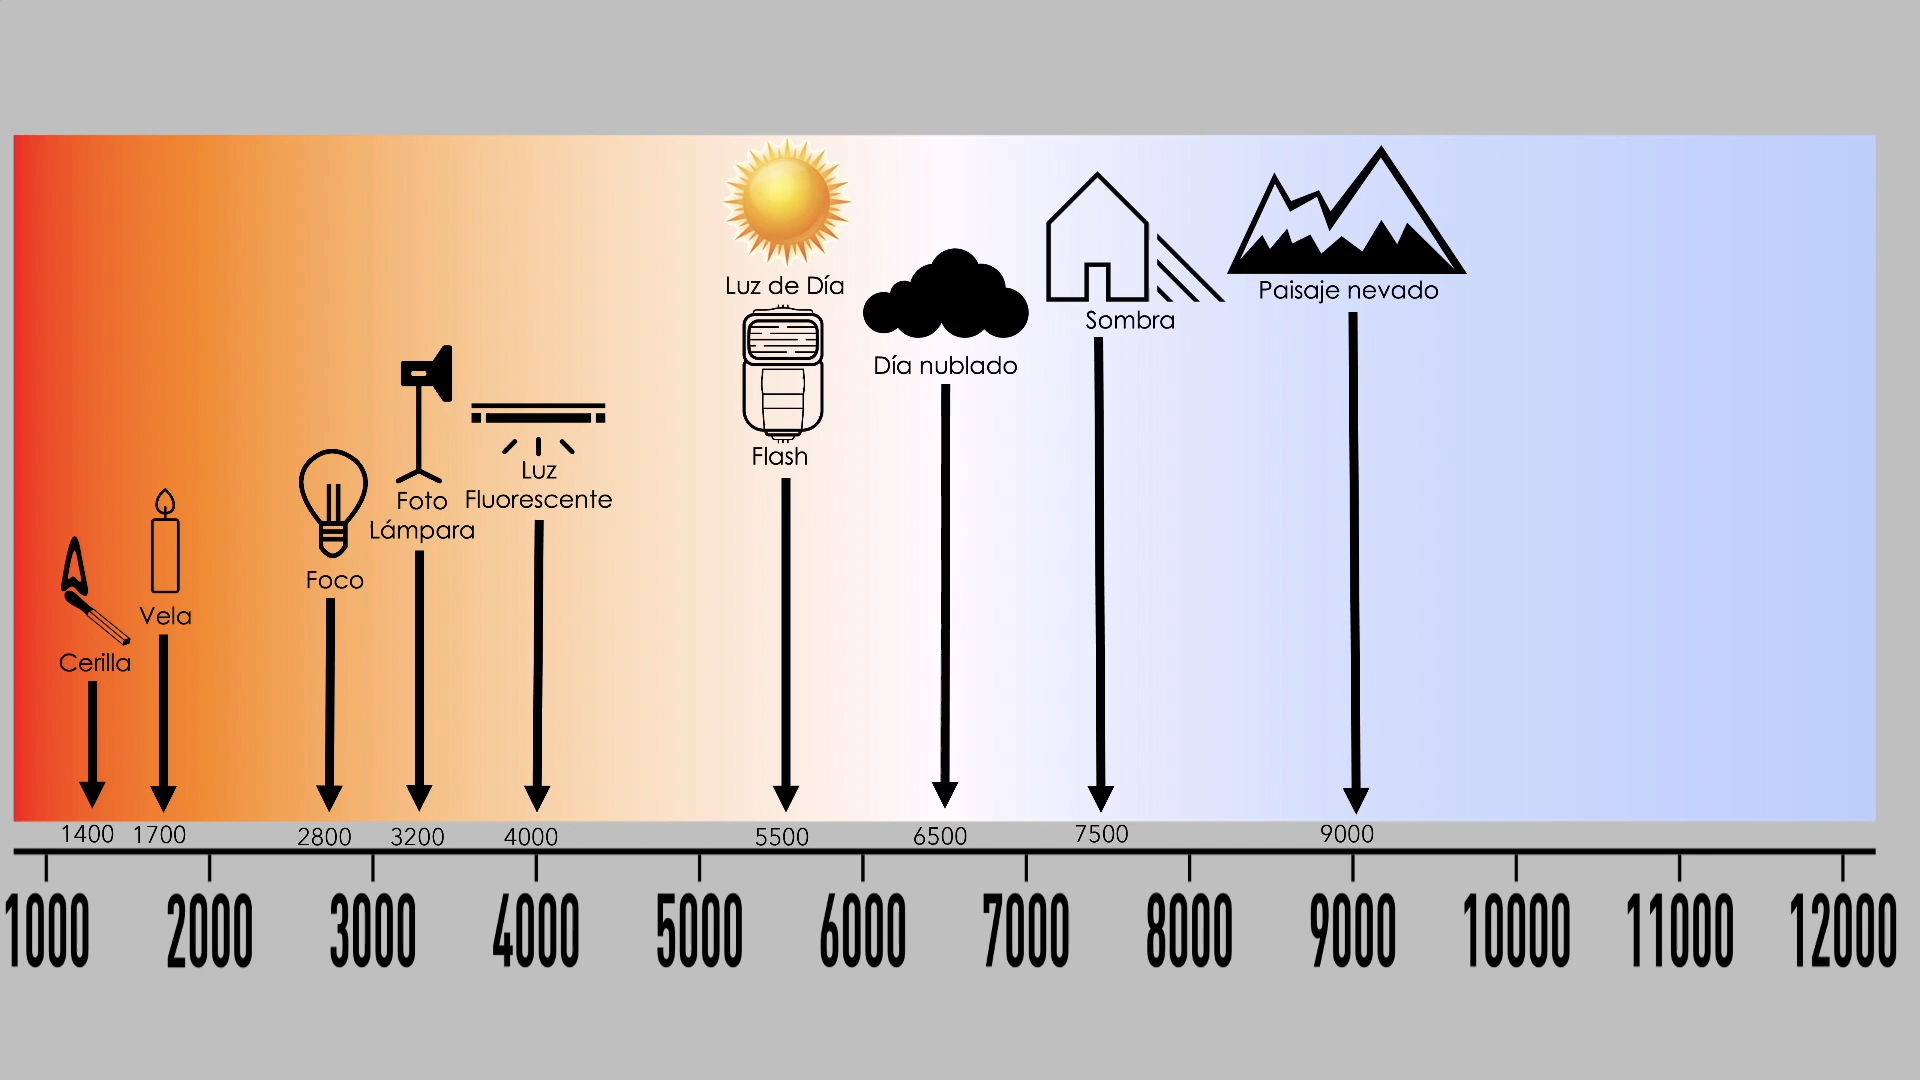 Luz de Día
Flash
Día nublado
Sombra
Paisaje nevado
Luz
Fluorescente
Foto
Lámpara
Foco
Vela
Cerilla
1400 1700 2800 3200 4000 5500 6500 7500 9000
1000 2000 3000 4000 5000 6000 7000 8000 9000 10000 11000 12000